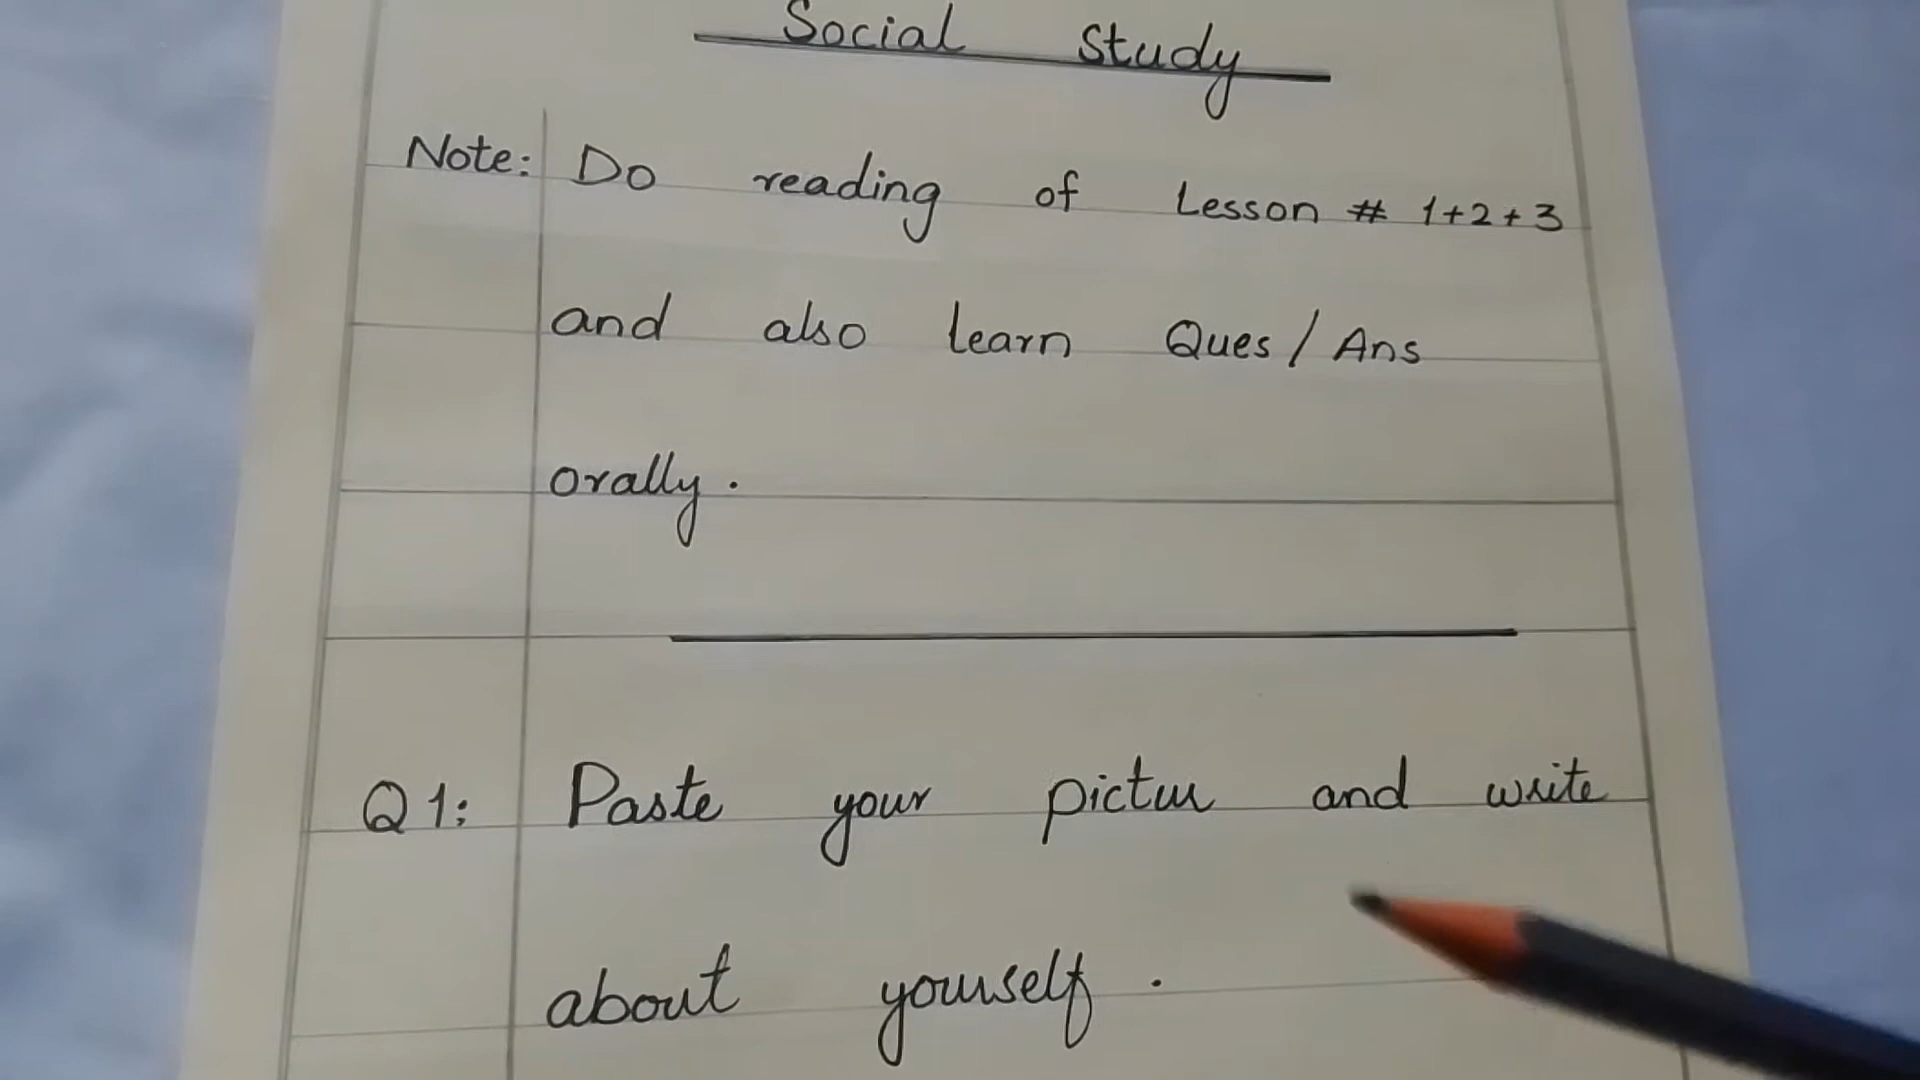 Social Study
Note: Do reading of Lesson # 1+2+3
and also learn Ques/Ans
orally.
Q1: Paste your pictur and write
about yourself.